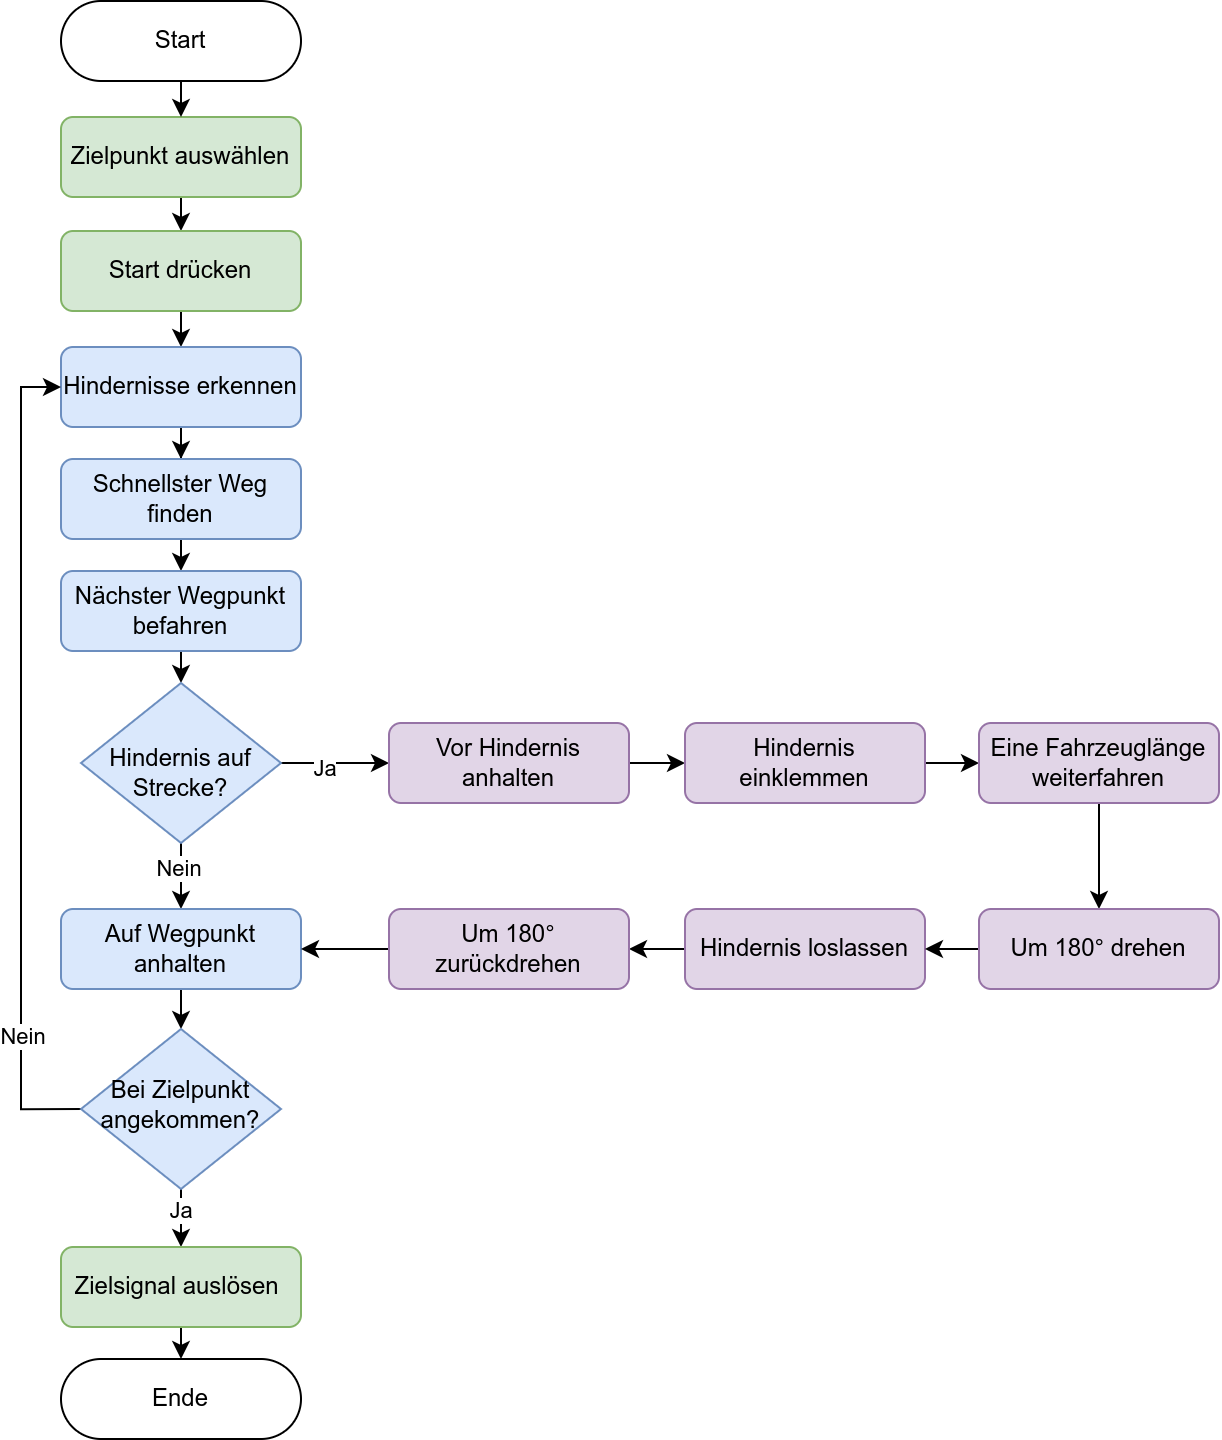 Start
Zielpunkt auswählen
Start drücken
Hindernisse erkennen
Schnellster Weg
finden
Nächster Wegpunkt
befahren
Hindernis auf
Strecke?
Ja
Vor Hindernis
anhalten
Hindernis
einklemmen
Eine Fahrzeuglänge
weiterfahren
Um 180° drehen
Hindernis loslassen
Um 180°
zurückdrehen
Nein
Auf Wegpunkt
anhalten
Bei Zielpunkt
angekommen?
Nein
Ja
Zielsignal auslösen
Ende